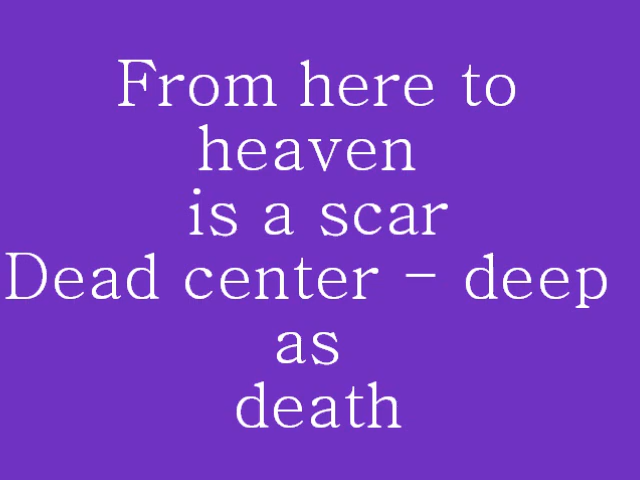 From here to
heaven
is a scar
Dead center - deep
as
death